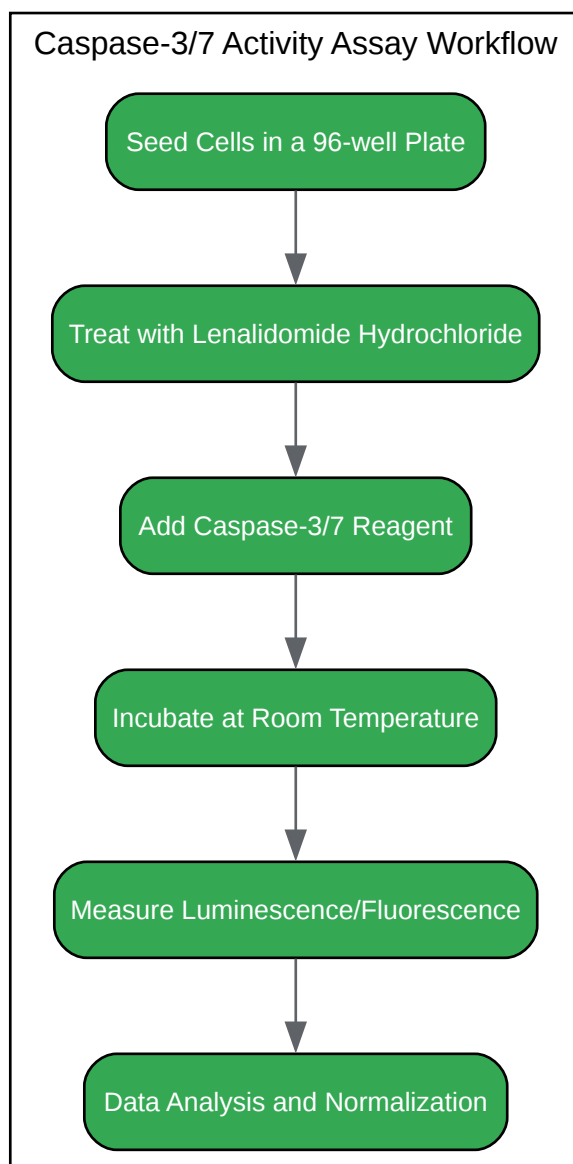 Caspase-3/7 Activity Assay Workflow
Seed Cells in a 96-well Plate
Treat with Lenalidomide Hydrochloride
Add Caspase-3/7 Reagent
Incubate at Room Temperature
Measure Luminescence/Fluorescence
Data Analysis and Normalization